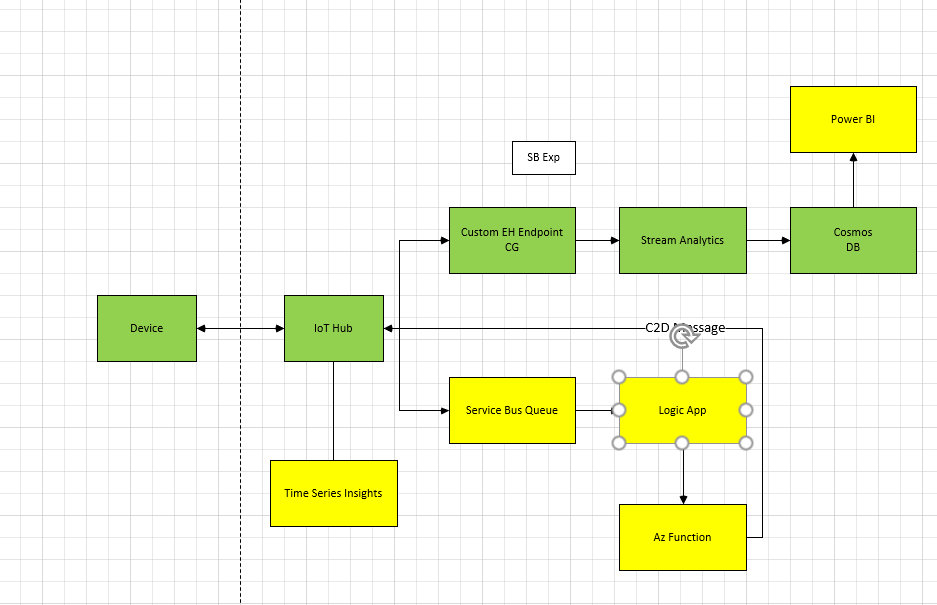 Power BI
SB Exp
Custom EH Endpoint
CG
Stream Analytics
Cosmos
DB
Device
IoT Hub
C2D Message
Service Bus Queue
Logic App
Time Series Insights
Az Function